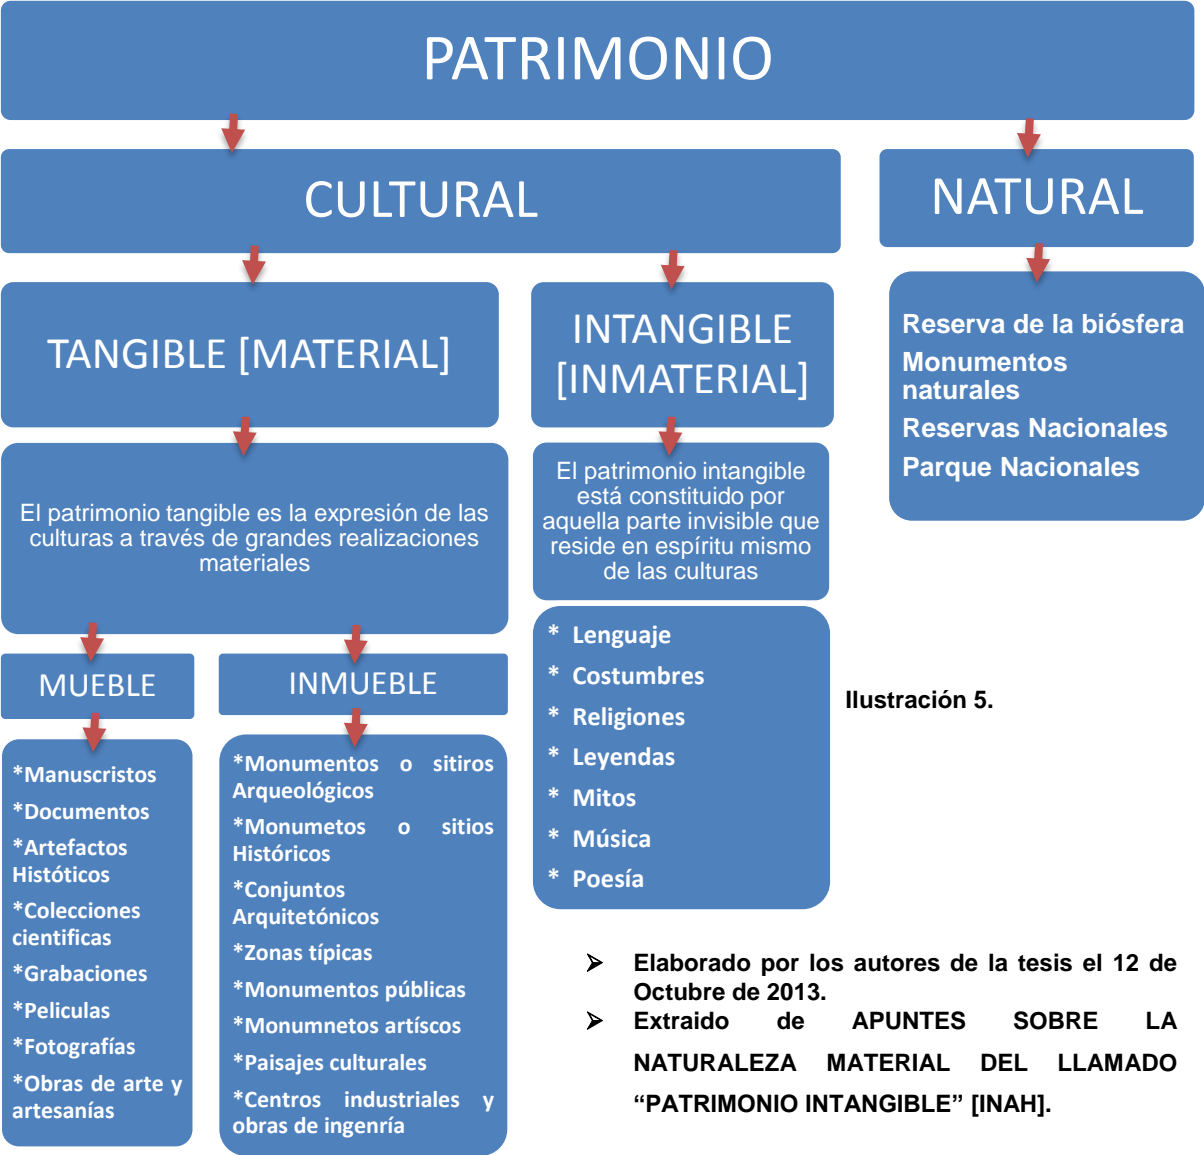 PATRIMONIO
CULTURAL
NATURAL
TANGIBLE [MATERIAL]
INTANGIBLE
[INMATERIAL]
Reserva de la biósfera
Monumentos
naturales
Reservas Nacionales
Parque Nacionales
El patrimonio tangible es la expresión de las
culturas a través de grandes realizaciones
materiales
El patrimonio intangible
está constituido por
aquella parte invisible que
reside en espíritu mismo
de las culturas
MUEBLE
INMUEBLE
*Manuscristos
*Documentos
*Artefactos
Históticos
*Colecciones
cientificas
*Grabaciones
*Peliculas
*Fotografías
*Obras de arte y
artesanías
*Monumentos o sitiros
Arqueológicos
*Monumetos o sitios
Históricos
*Conjuntos
Arquitetónicos
*Zonas típicas
*Monumentos públicas
*Monumnetos artíscos
*Paisajes culturales
*Centros industriales y
obras de ingenría
* Lenguaje
* Costumbres
* Religiones
* Leyendas
* Mitos
* Música
* Poesía
Ilustración 5.
➢ Elaborado por los autores de la tesis el 12 de
Octubre de 2013.
➢ Extraido de APUNTES SOBRE LA
NATURALEZA MATERIAL DEL LLAMADO
“PATRIMONIO INTANGIBLE” [INAH].